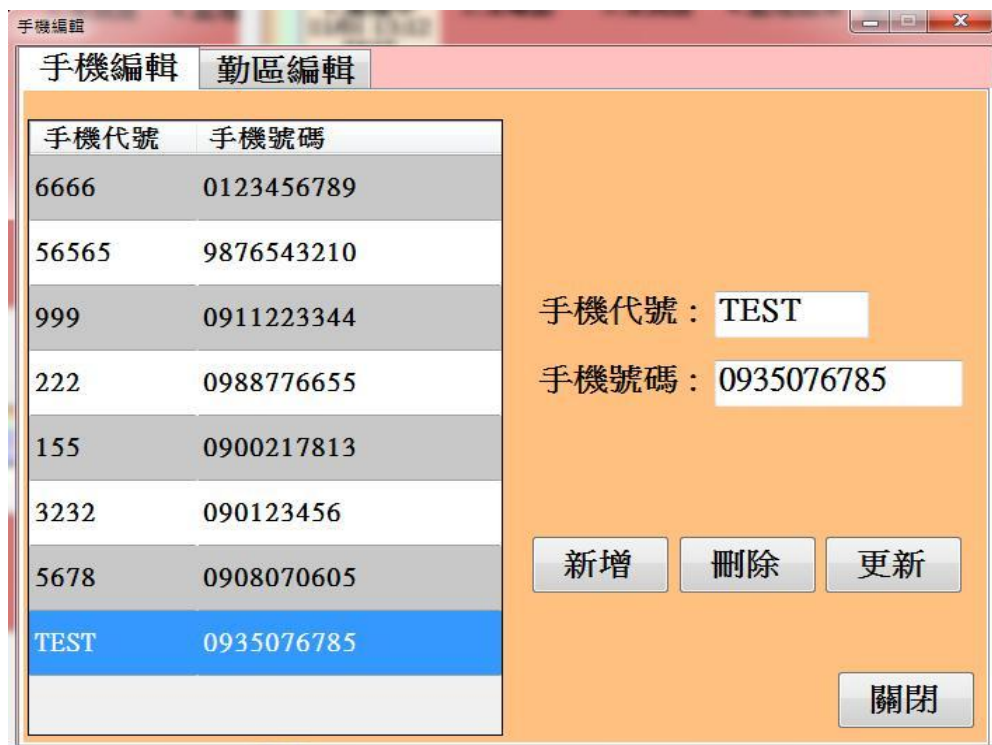 手機編輯
手機編輯 勤區編輯
手機代號 手機號碼
6666 0123456789
56565 9876543210
999 0911223344
222 0988776655
155 0900217813
3232 090123456
5678 0908070605
TEST 0935076785
手機代號： TEST
手機號碼： 0935076785
新增 刪除 更新
關閉